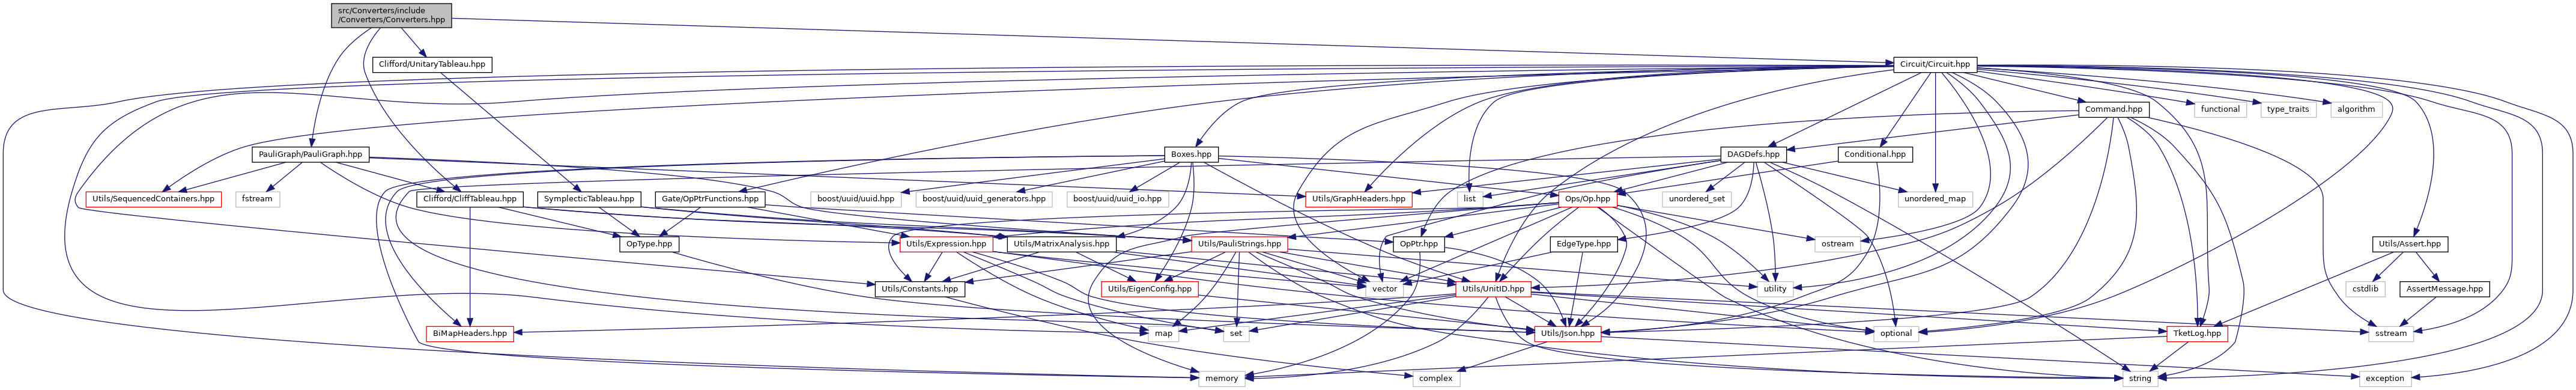 src/Converters/include
/Converters/Converters.hpp
Clifford/UnitaryTableau.hpp
Circuit/Circuit.hpp
Command.hpp
functional
type_traits
algorithm
PauliGraph/PauliGraph.hpp
Boxes.hpp
DAGDefs.hpp
Conditional.hpp
Utils/SequencedContainers.hpp
fstream
Clifford/CliffTableau.hpp
SymplecticTableau.hpp
Gate/OpPtrFunctions.hpp
boost/uuid/uuid.hpp
boost/uuid/uuid_generators.hpp
boost/uuid/uuid_io.hpp
Utils/GraphHeaders.hpp
list
Ops/Op.hpp
unordered_set
unordered_map
OpType.hpp
Utils/Expression.hpp
Utils/MatrixAnalysis.hpp
Utils/PauliStrings.hpp
OpPtr.hpp
EdgeType.hpp
ostream
Utils/Assert.hpp
Utils/Constants.hpp
Utils/EigenConfig.hpp
vector
Utils/UnitID.hpp
utility
cstdlib
AssertMessage.hpp
BiMapHeaders.hpp
map
set
Utils/Json.hpp
optional
TketLog.hpp
sstream
memory
complex
string
exception